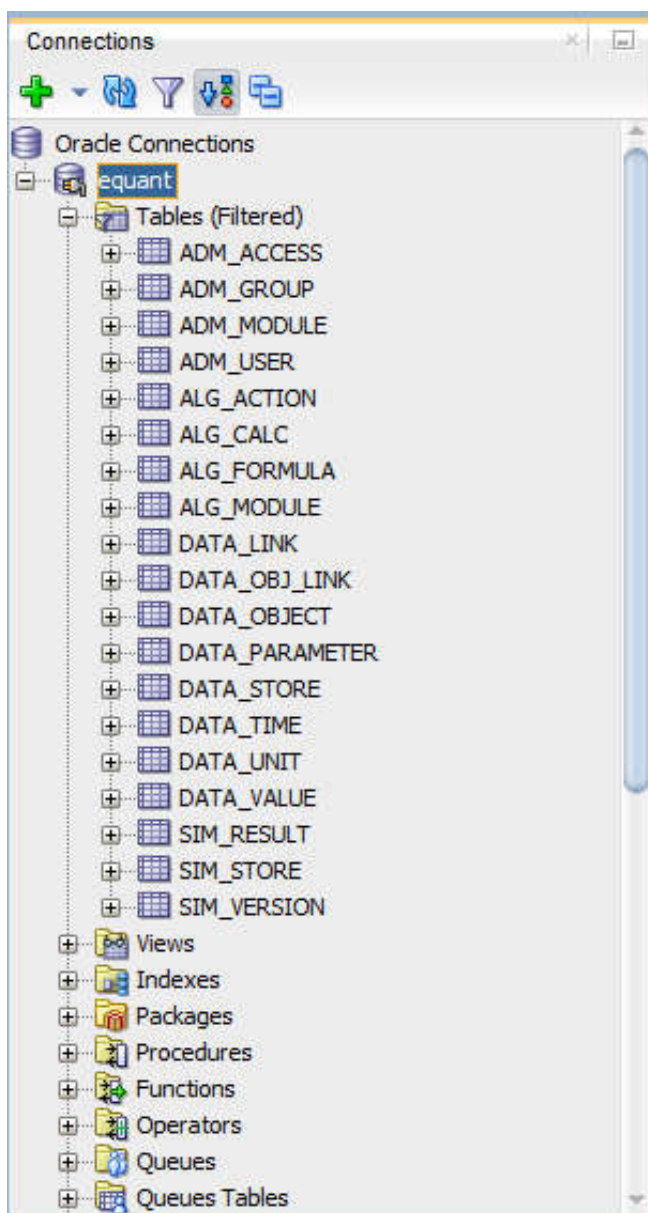 Connections
Oracle Connections
equant
Tables (Filtered)
ADM_ACCESS
ADM_GROUP
ADM_MODULE
ADM_USER
ALG_ACTION
ALG_CALC
ALG_FORMULA
ALG_MODULE
DATA_LINK
DATA_OBJ_LINK
DATA_OBJECT
DATA_PARAMETER
DATA_STORE
DATA_TIME
DATA_UNIT
DATA_VALUE
SIM_RESULT
SIM_STORE
SIM_VERSION
Views
Indexes
Packages
Procedures
Functions
Operators
Queues
Queues Tables